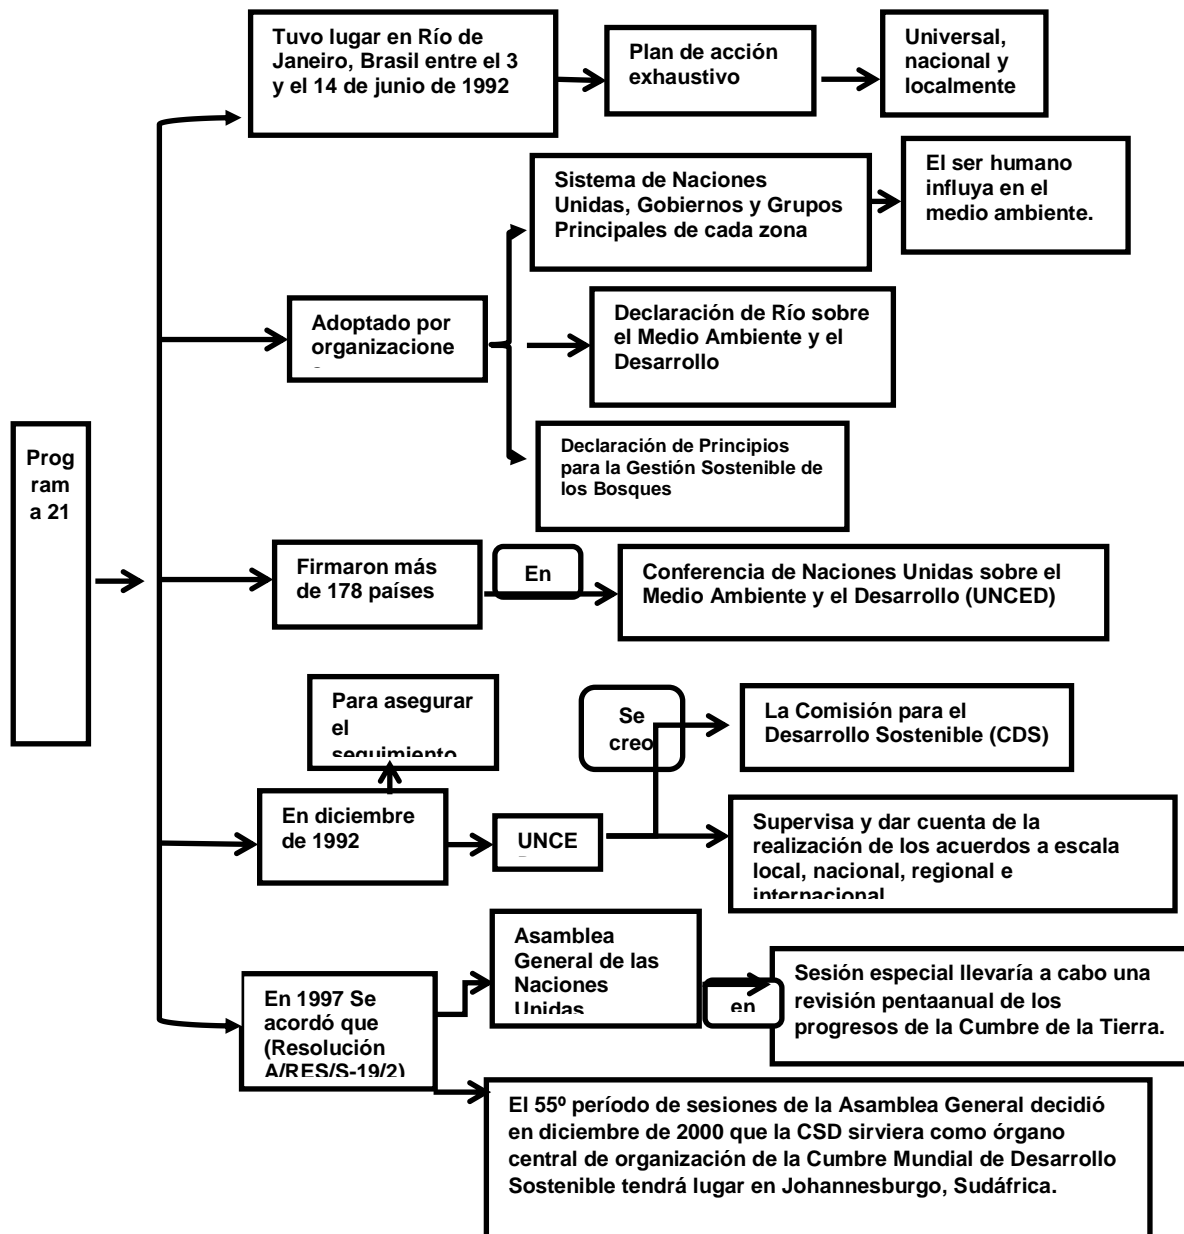 Tuvo lugar en Río de
Janeiro, Brasil entre el 3
y el 14 de junio de 1992
Plan de acción
exhaustivo
Universal,
nacional y
localmente
Sistema de Naciones
Unidas, Gobiernos y Grupos
Principales de cada zona
El ser humano
influya en el
medio ambiente.
Adoptado por
organizacione
Declaración de Río sobre
el Medio Ambiente y el
Desarrollo
Declaración de Principios
para la Gestión Sostenible de
los Bosques
Prog
ram
a 21
Firmaron más
de 178 países
En
Conferencia de Naciones Unidas sobre el
Medio Ambiente y el Desarrollo (UNCED)
Para asegurar
el
seguimiento
Se
creo
La Comisión para el
Desarrollo Sostenible (CDS)
En diciembre
de 1992
UNCE
Supervisa y dar cuenta de la
realización de los acuerdos a escala
local, nacional, regional e
internacional
En 1997 Se
acordó que
(Resolución
A/RES/S-19/2)
Asamblea
General de las
Naciones
Unidas
en
Sesión especial llevaría a cabo una
revisión pentaanual de los
progresos de la Cumbre de la Tierra.
El 55º período de sesiones de la Asamblea General decidió
en diciembre de 2000 que la CSD sirviera como órgano
central de organización de la Cumbre Mundial de Desarrollo
Sostenible tendrá lugar en Johannesburgo, Sudáfrica.